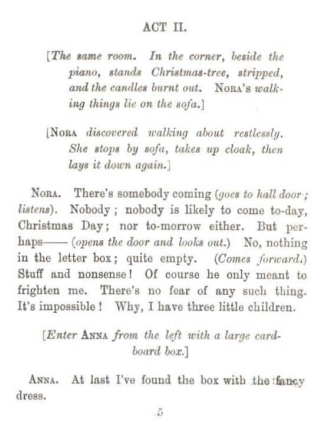 ACT II.
[The same room. In the corner, beside the
piano, stands Christmas-tree, stripped,
and the candles burnt out. NORA'S walk-
ing things lie on the sofa.]
[NORA discovered walking about restlessly.
She stops by sofa, takes up cloak, then
lays it down again.]
NORA. There's somebody coming (goes to hall door;
listens). Nobody; nobody is likely to come to-day,
Christmas Day; nor to-morrow either. But per-
haps—— (opens the door and looks out.) No, nothing
in the letter box; quite empty. (Comes forward.)
Stuff and nonsense! Of course he only meant to
frighten me. There's no fear of any such thing.
It's impossible! Why, I have three little children.
[Enter ANNA from the left with a large card-
board box.]
ANNA. At last I've found the box with the fancy
dress.
5